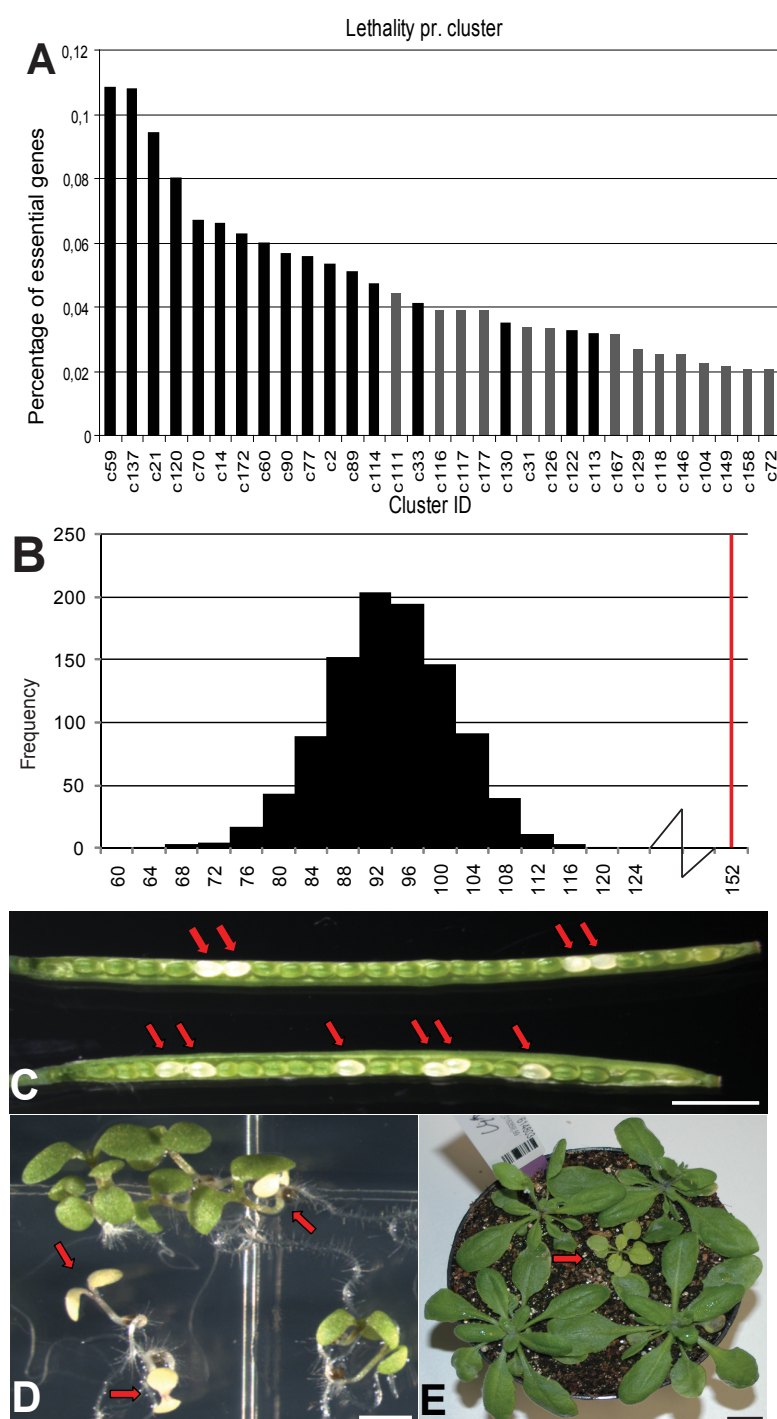 Lethality pr. cluster
A
Percentage of essential genes
0,12
0,1
0,08
0,06
0,04
0,02
0
c59 c137 c21 c120 c70 c14 c172 c60 c90 c77 c2 c89 c114 c111 c33 c116 c117 c177 c130 c31 c126 c122 c113 c167 c129 c118 c146 c104 c149 c158 c72
Cluster ID
B
Frequency
250
200
150
100
50
0
60 64 68 72 76 80 84 88 92 96 100 104 108 112 116 120 124 152
C
D
E